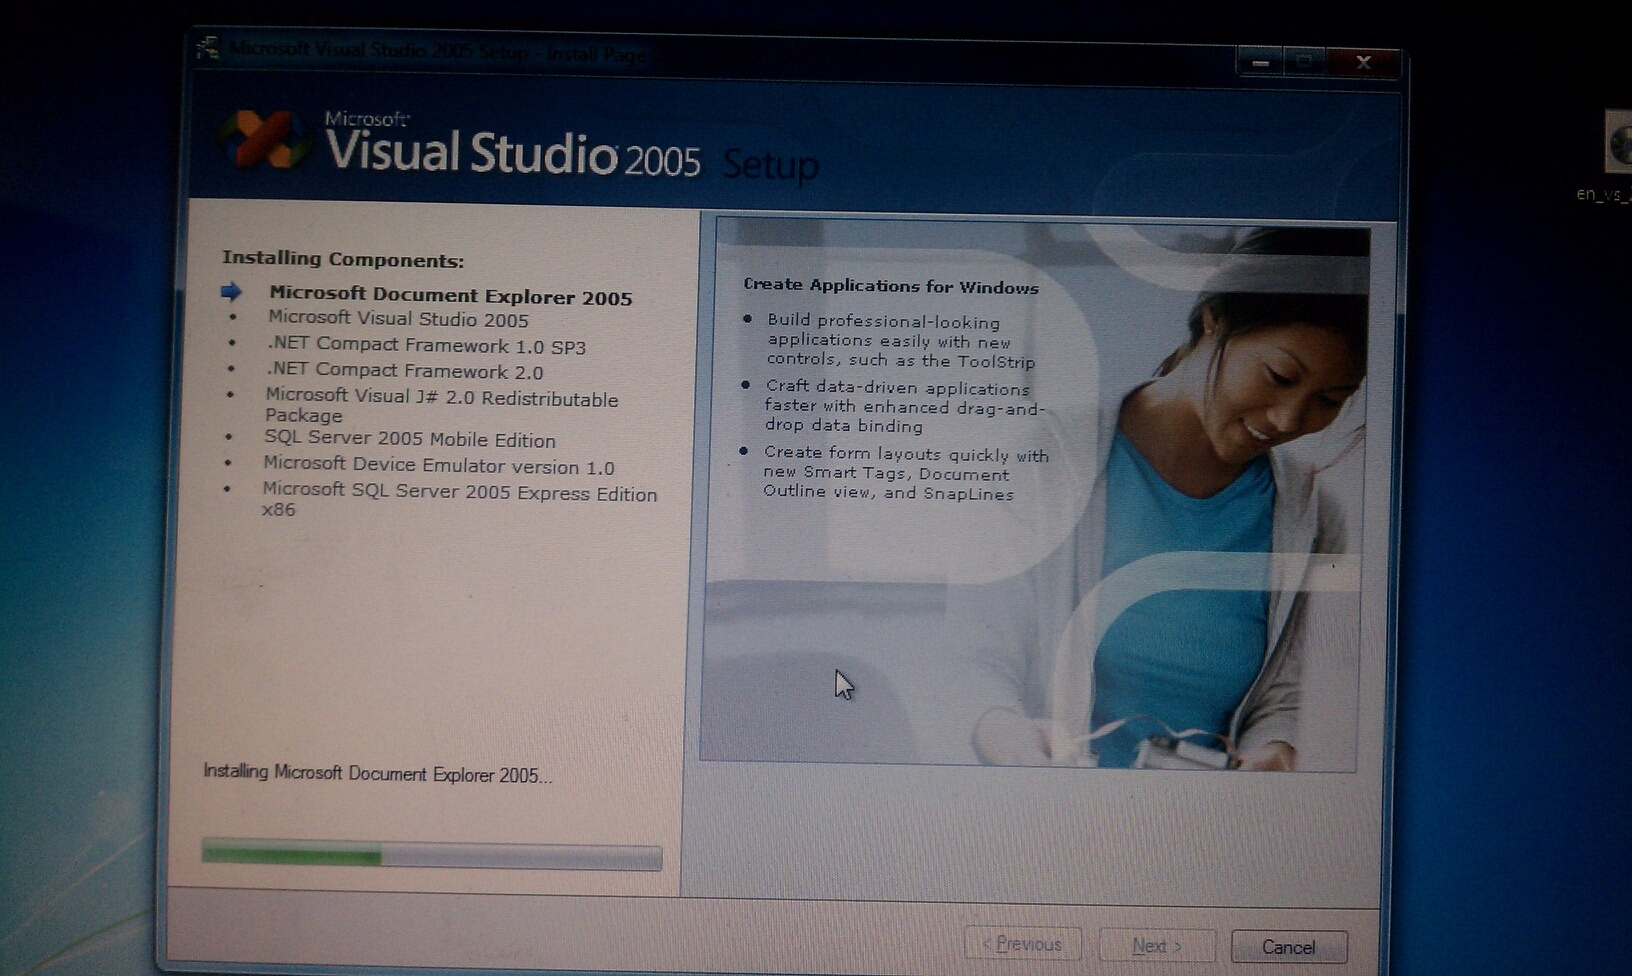 Microsoft Visual Studio 2005 Setup - Install Page
Microsoft
Visual Studio 2005 Setup
en_vs_
Installing Components:
Microsoft Document Explorer 2005
Microsoft Visual Studio 2005
.NET Compact Framework 1.0 SP3
.NET Compact Framework 2.0
Microsoft Visual J# 2.0 Redistributable
Package
SQL Server 2005 Mobile Edition
Microsoft Device Emulator version 1.0
Microsoft SQL Server 2005 Express Edition
x86
Installing Microsoft Document Explorer 2005...
Create Applications for Windows
Build professional-looking
applications easily with new
controls, such as the ToolStrip
Craft data-driven applications
faster with enhanced drag-and-
drop data binding
Create form layouts quickly with
new Smart Tags, Document
Outline view, and SnapLines
< Previous
Next >
Cancel